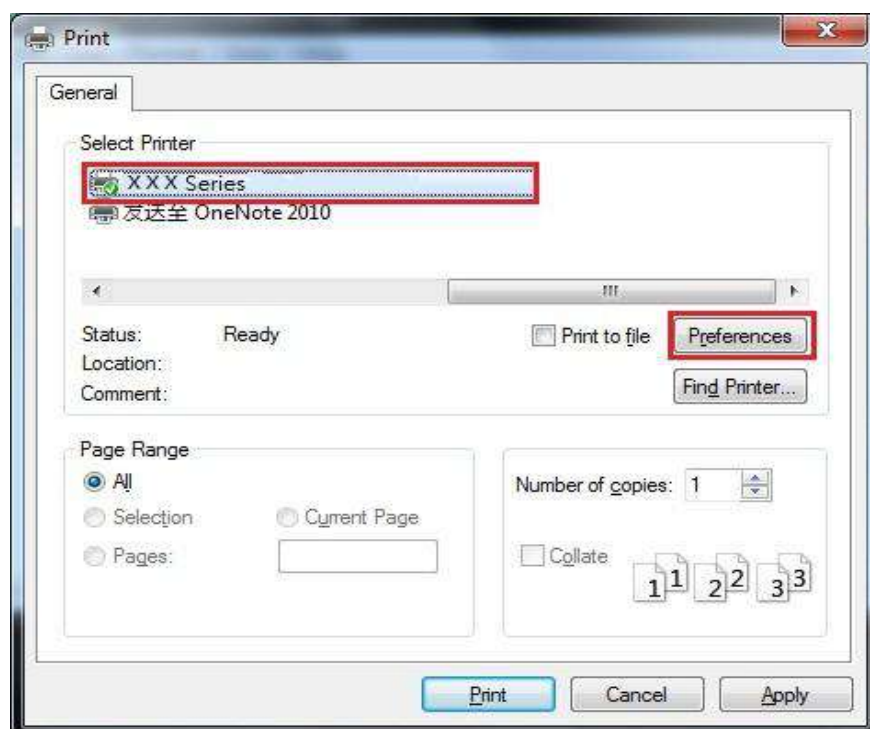 Print
General
Select Printer
XXX Series
发送至 OneNote 2010
Status: Ready
Print to file
Preferences
Location:
Comment:
Find Printer...
Page Range
All
Selection
Current Page
Pages:
Number of copies: 1
Collate
1 1 2 2 3 3
Print
Cancel
Apply